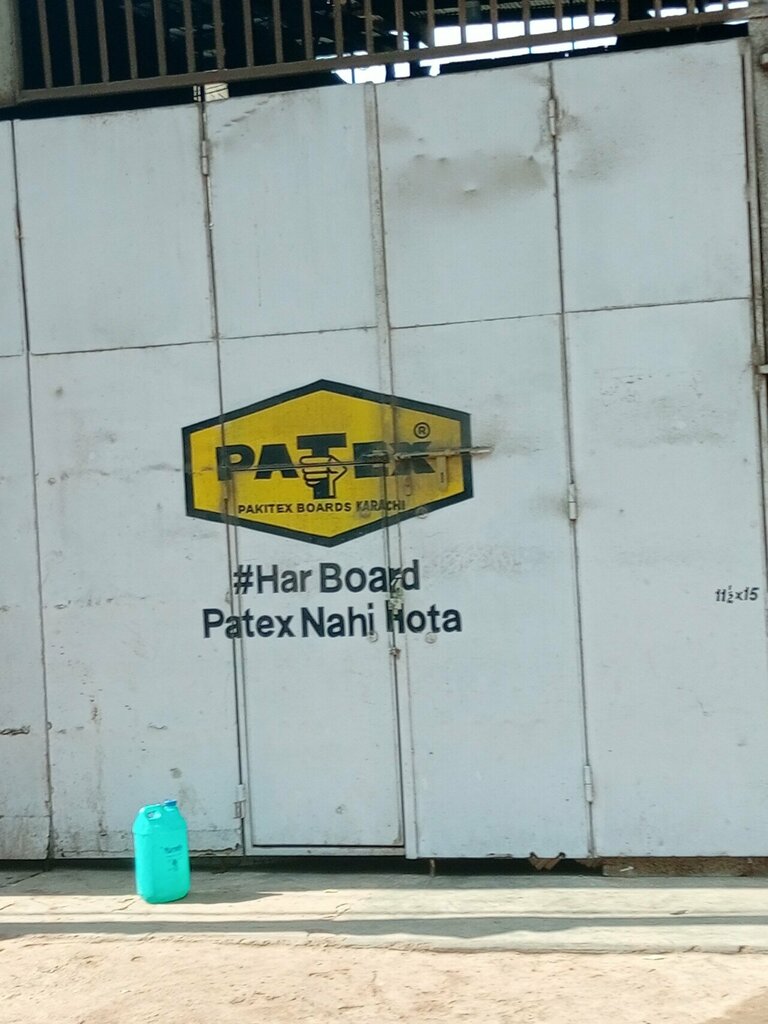 PATEX ®
PAKITEX BOARDS KARACHI
#Har Board
Patex Nahi Hota
11½x15